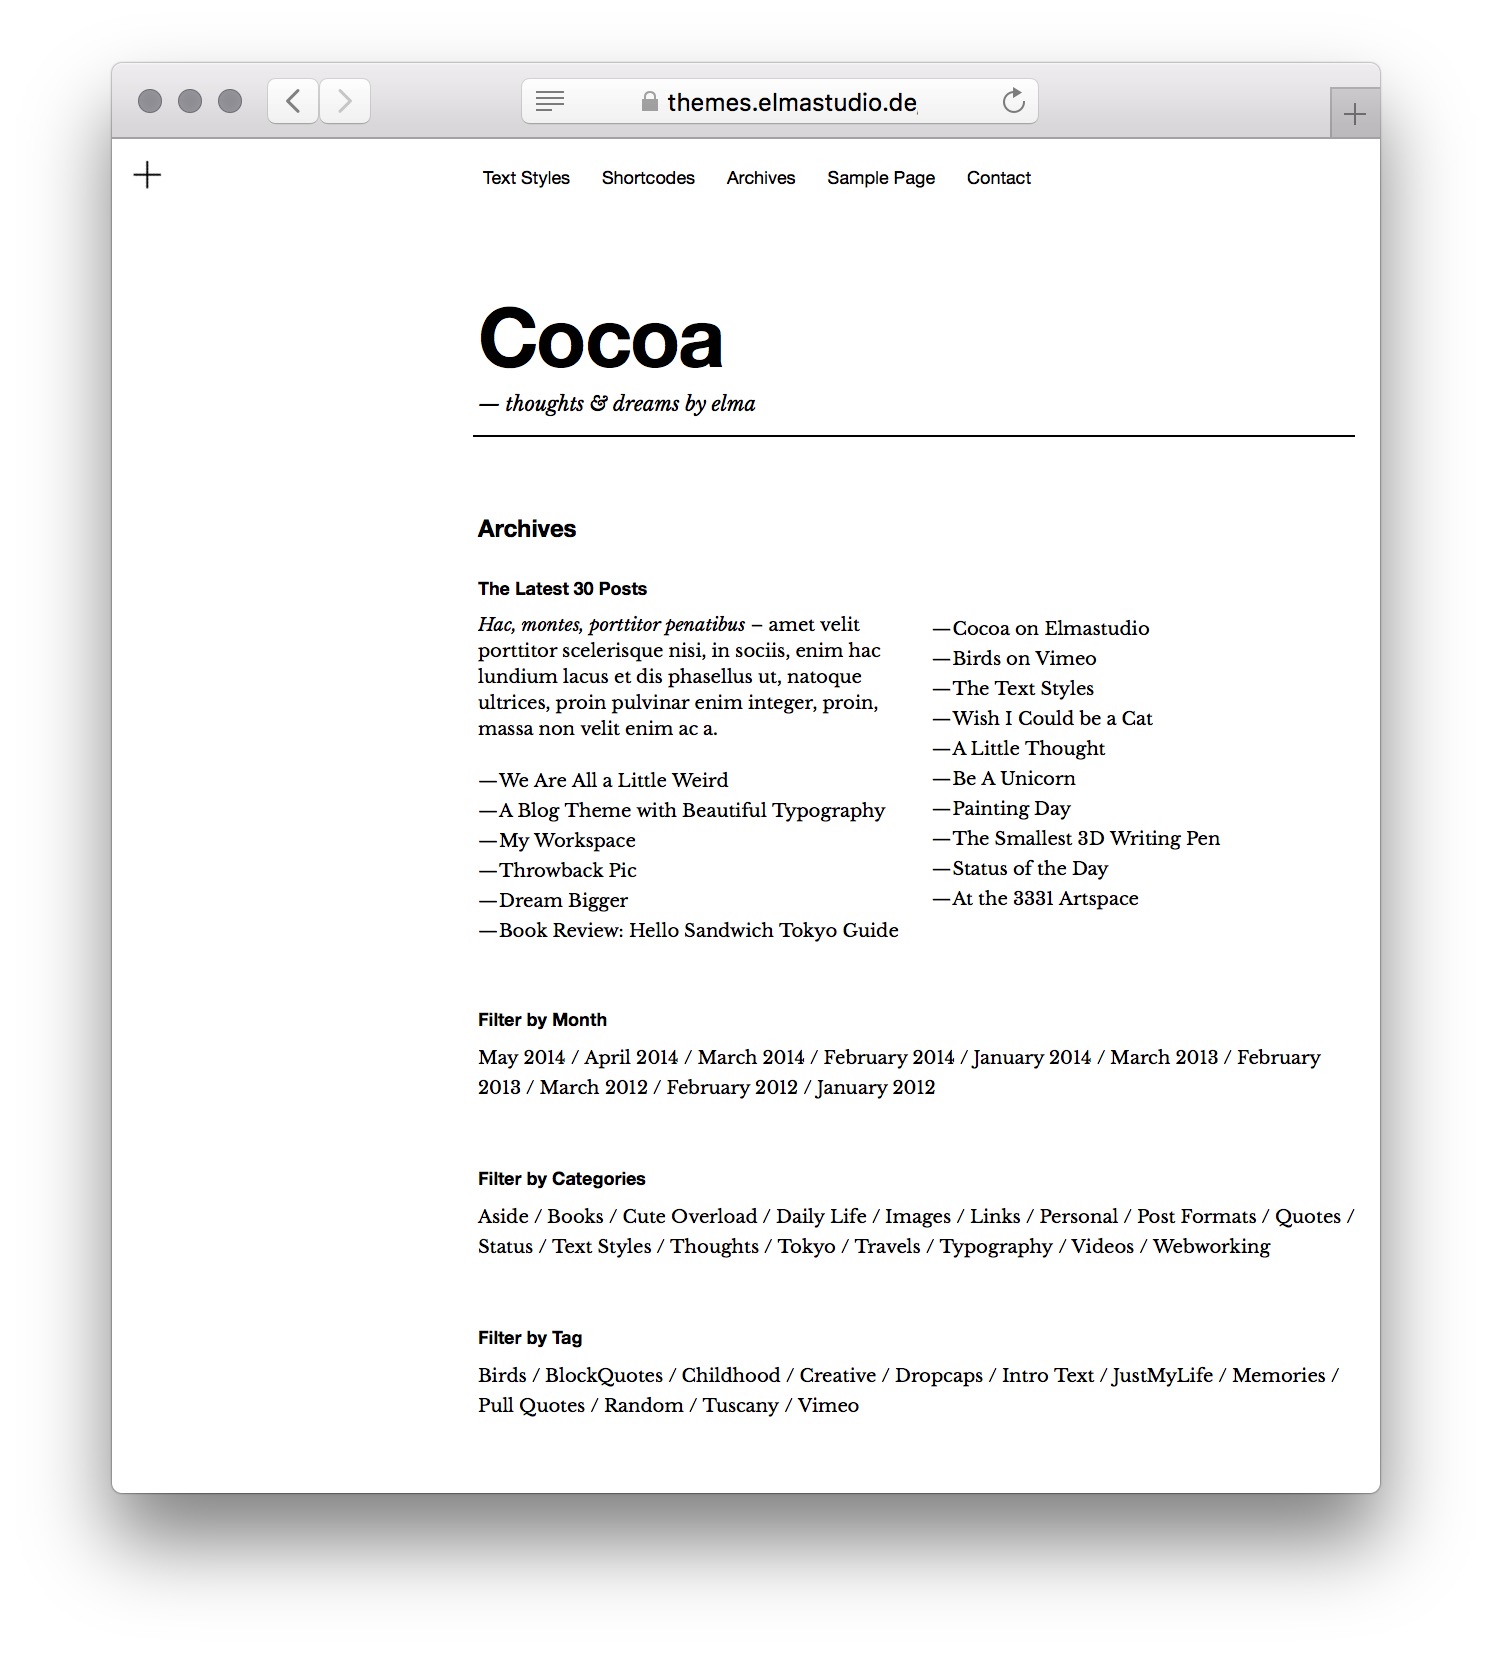 themes.elmastudio.de
Text Styles Shortcodes Archives Sample Page Contact
Cocoa
— thoughts & dreams by elma
Archives
The Latest 30 Posts
Hac, montes, porttitor penatibus – amet velit
porttitor scelerisque nisi, in sociis, enim hac
lundium lacus et dis phasellus ut, natoque
ultrices, proin pulvinar enim integer, proin,
massa non velit enim ac a.
—We Are All a Little Weird
—A Blog Theme with Beautiful Typography
—My Workspace
—Throwback Pic
—Dream Bigger
—Book Review: Hello Sandwich Tokyo Guide
—Cocoa on Elmastudio
—Birds on Vimeo
—The Text Styles
—Wish I Could be a Cat
—A Little Thought
—Be A Unicorn
—Painting Day
—The Smallest 3D Writing Pen
—Status of the Day
—At the 3331 Artspace
Filter by Month
May 2014 / April 2014 / March 2014 / February 2014 / January 2014 / March 2013 / February
2013 / March 2012 / February 2012 / January 2012
Filter by Categories
Aside / Books / Cute Overload / Daily Life / Images / Links / Personal / Post Formats / Quotes /
Status / Text Styles / Thoughts / Tokyo / Travels / Typography / Videos / Webworking
Filter by Tag
Birds / BlockQuotes / Childhood / Creative / Dropcaps / Intro Text / JustMyLife / Memories /
Pull Quotes / Random / Tuscany / Vimeo